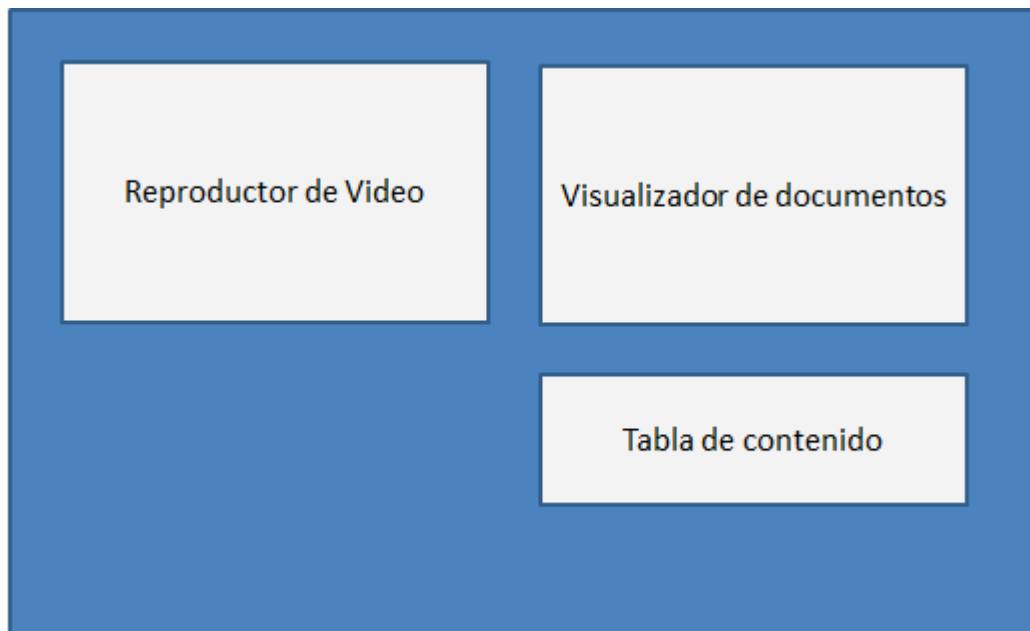 Reproductor de Video
Visualizador de documentos
Tabla de contenido